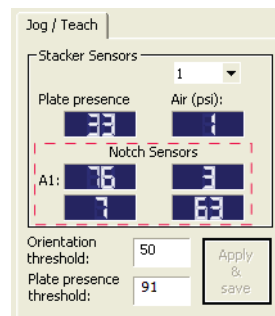 Jog / Teach
Stacker Sensors
1
Plate presence Air (psi):
33 1
Notch Sensors
A1: 76 3
7 63
Orientation threshold: 50
Plate presence threshold: 91
Apply & save